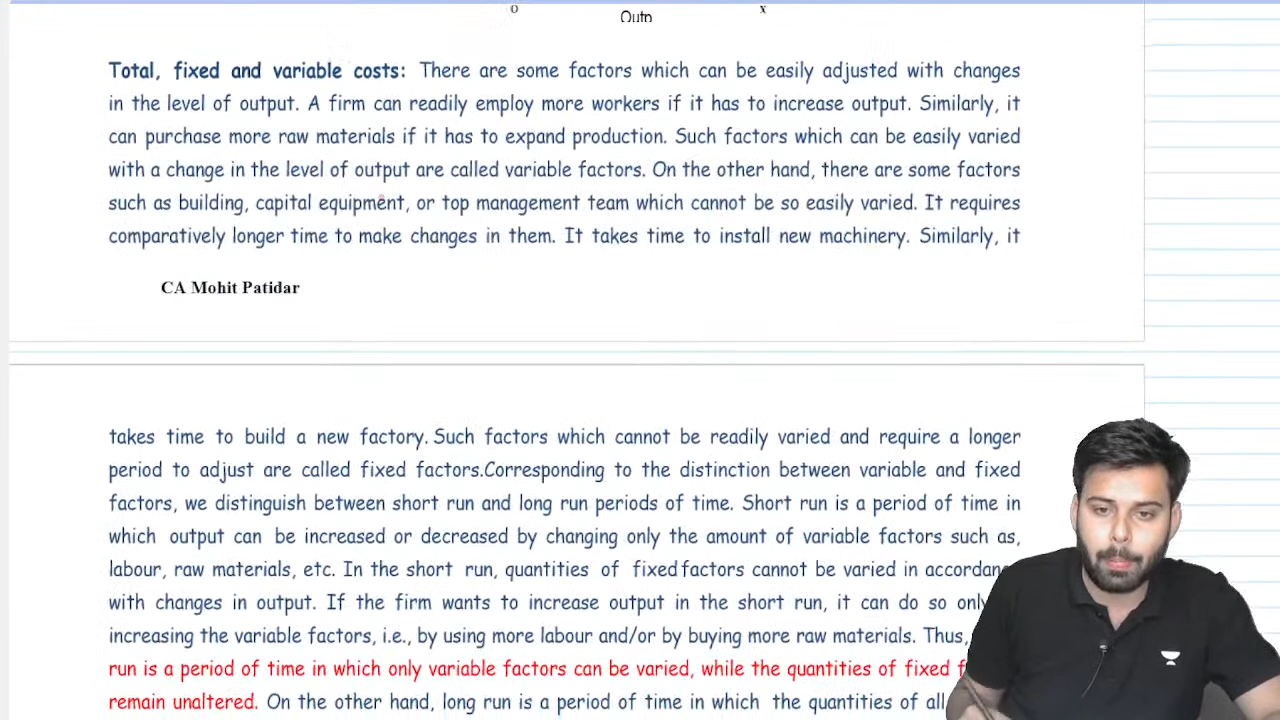 O
x
Outp
Total, fixed and variable costs: There are some factors which can be easily adjusted with changes
in the level of output. A firm can readily employ more workers if it has to increase output. Similarly, it
can purchase more raw materials if it has to expand production. Such factors which can be easily varied
with a change in the level of output are called variable factors. On the other hand, there are some factors
such as building, capital equipment, or top management team which cannot be so easily varied. It requires
comparatively longer time to make changes in them. It takes time to install new machinery. Similarly, it
CA Mohit Patidar
takes time to build a new factory. Such factors which cannot be readily varied and require a longer
period to adjust are called fixed factors.Corresponding to the distinction between variable and fixed
factors, we distinguish between short run and long run periods of time. Short run is a period of time in
which output can be increased or decreased by changing only the amount of variable factors such as,
labour, raw materials, etc. In the short run, quantities of fixed factors cannot be varied in
with changes in output. If the firm wants to increase output in the short run, it can do so
increasing the variable factors, i.e., by using more labour and/or by buying more raw materials. Thus,
run is a period of time in which only variable factors can be varied, while the quantities of fixed
remain unaltered. On the other hand, long run is a period of time in which the quantities of all